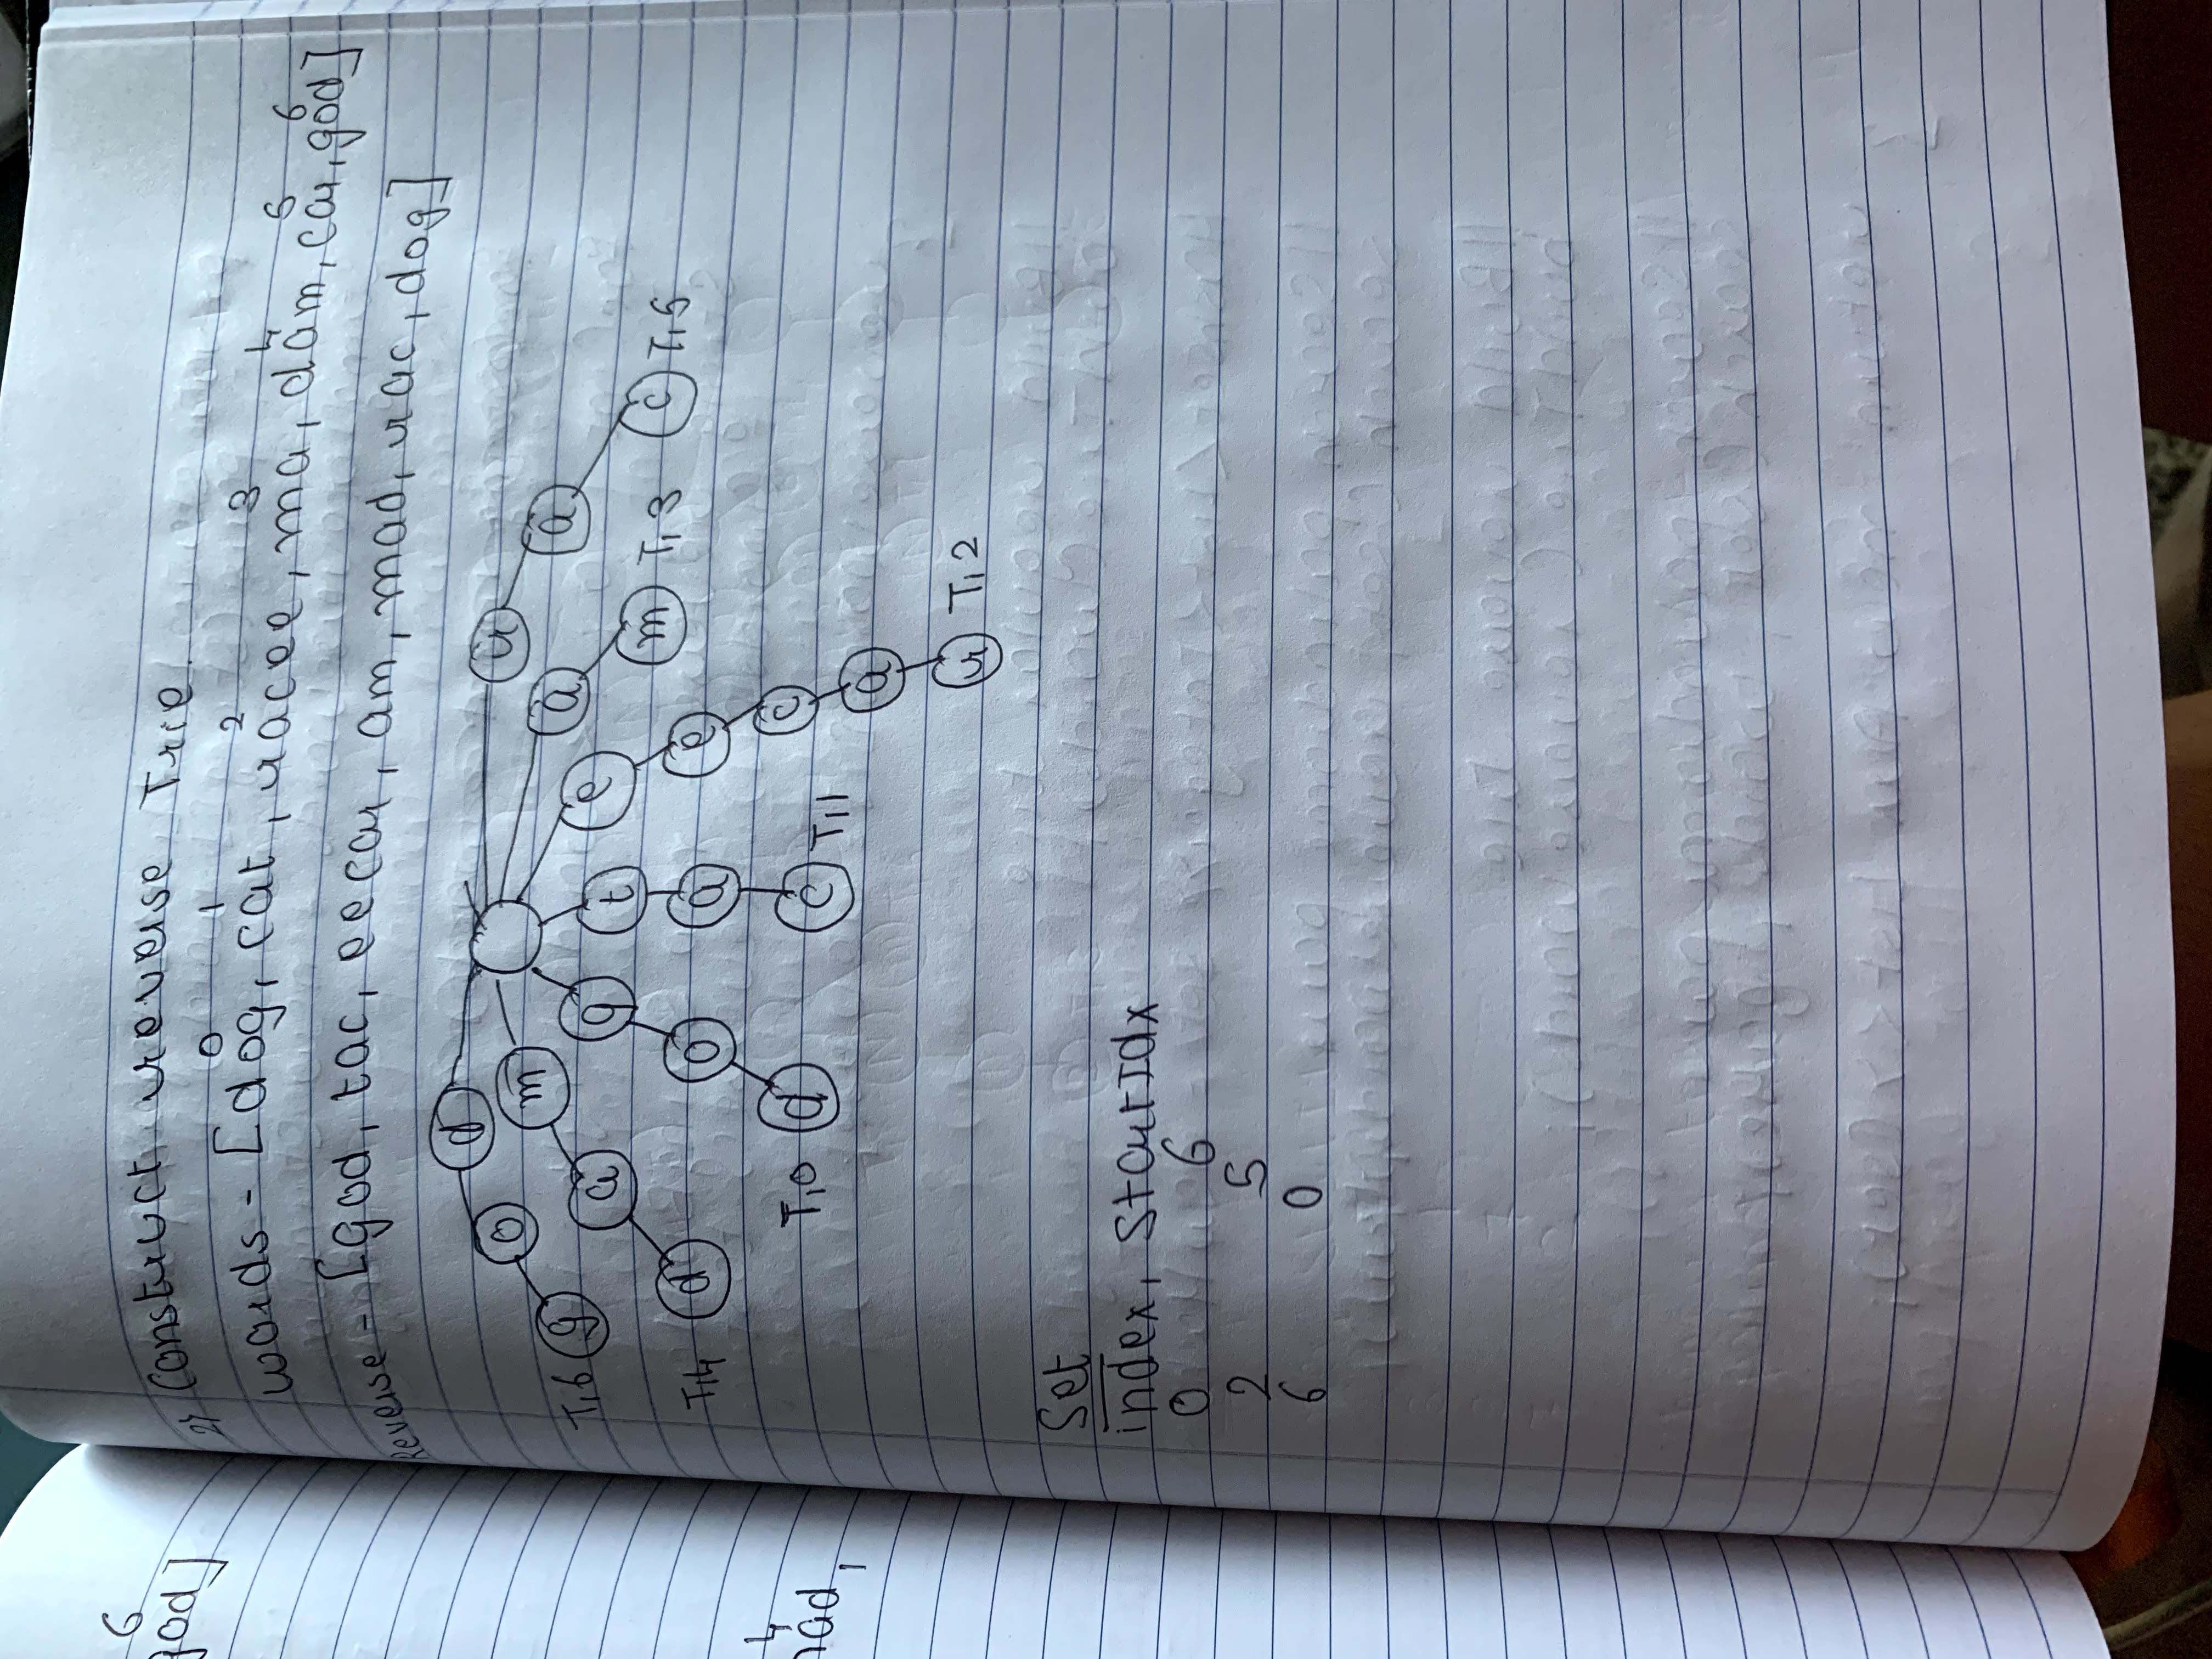 6
god]
4
mad,
2) Construct reverse Trie.
0 1 2 3 4 5 6
words - [dog, cat, racee, ma, dam, car, god]
Reverse - [god, tac, eecar, am, mad, rac, dog]
d r
o m a a
T,6 g a g t e m T,3 c T,5
T,4 d o a e
T,0 d c T,1 c
a
r T,2
Set
index, startIdx
0 6
2 5
6 0